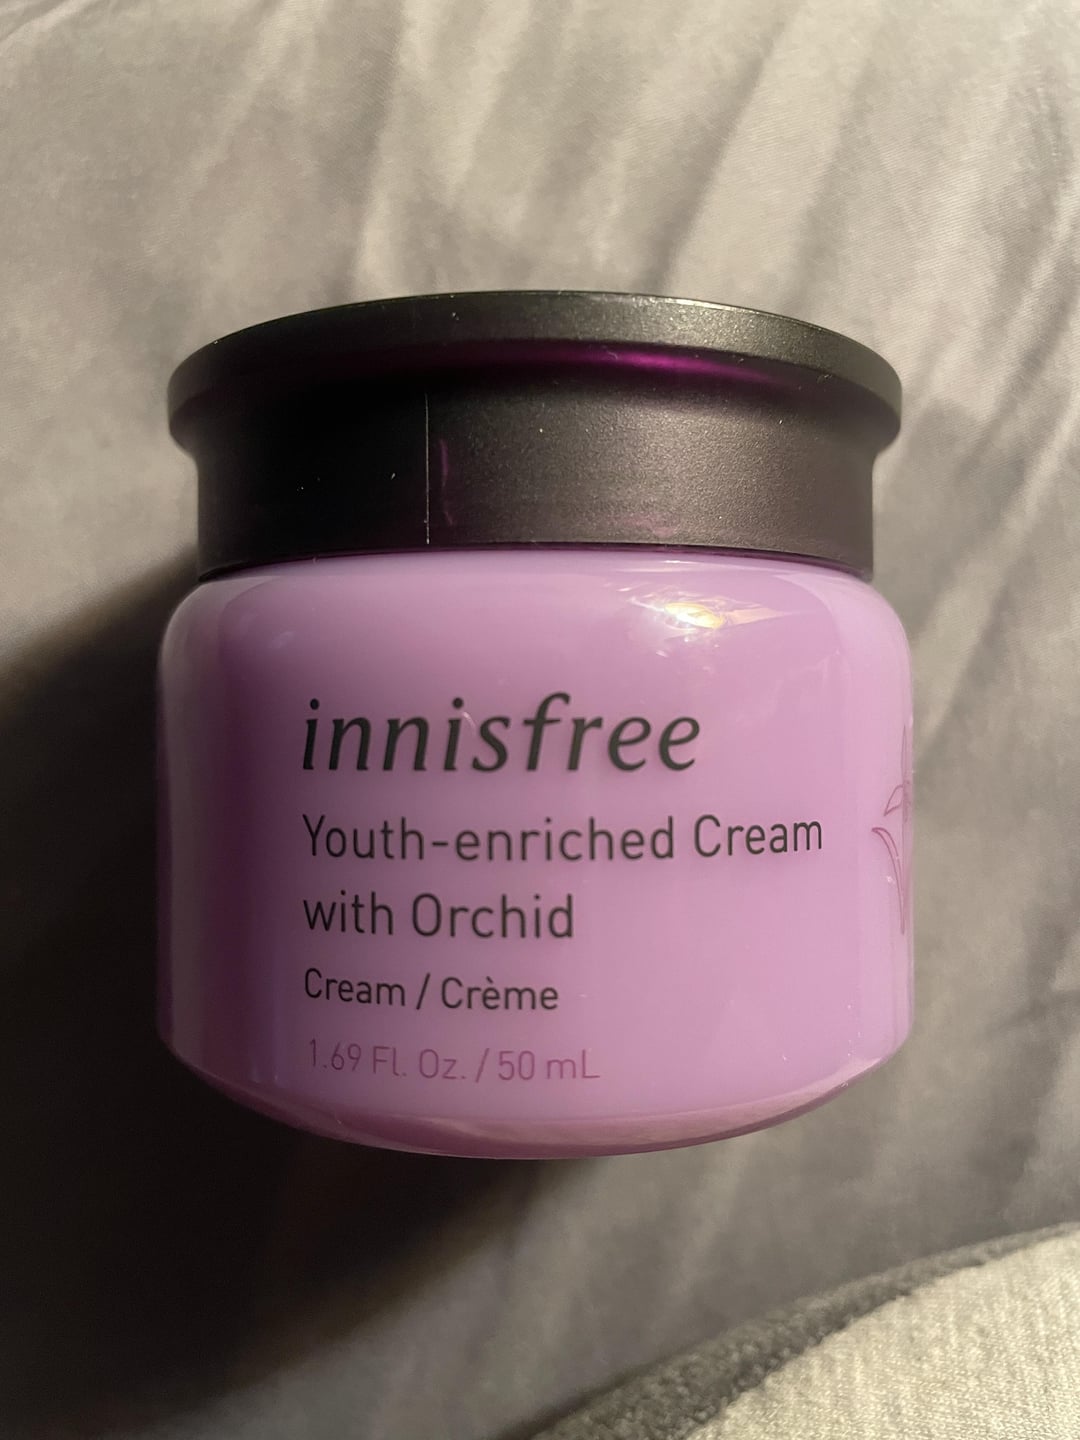 innisfree
Youth-enriched Cream
with Orchid
Cream / Crème
1.69 Fl. Oz. / 50 mL